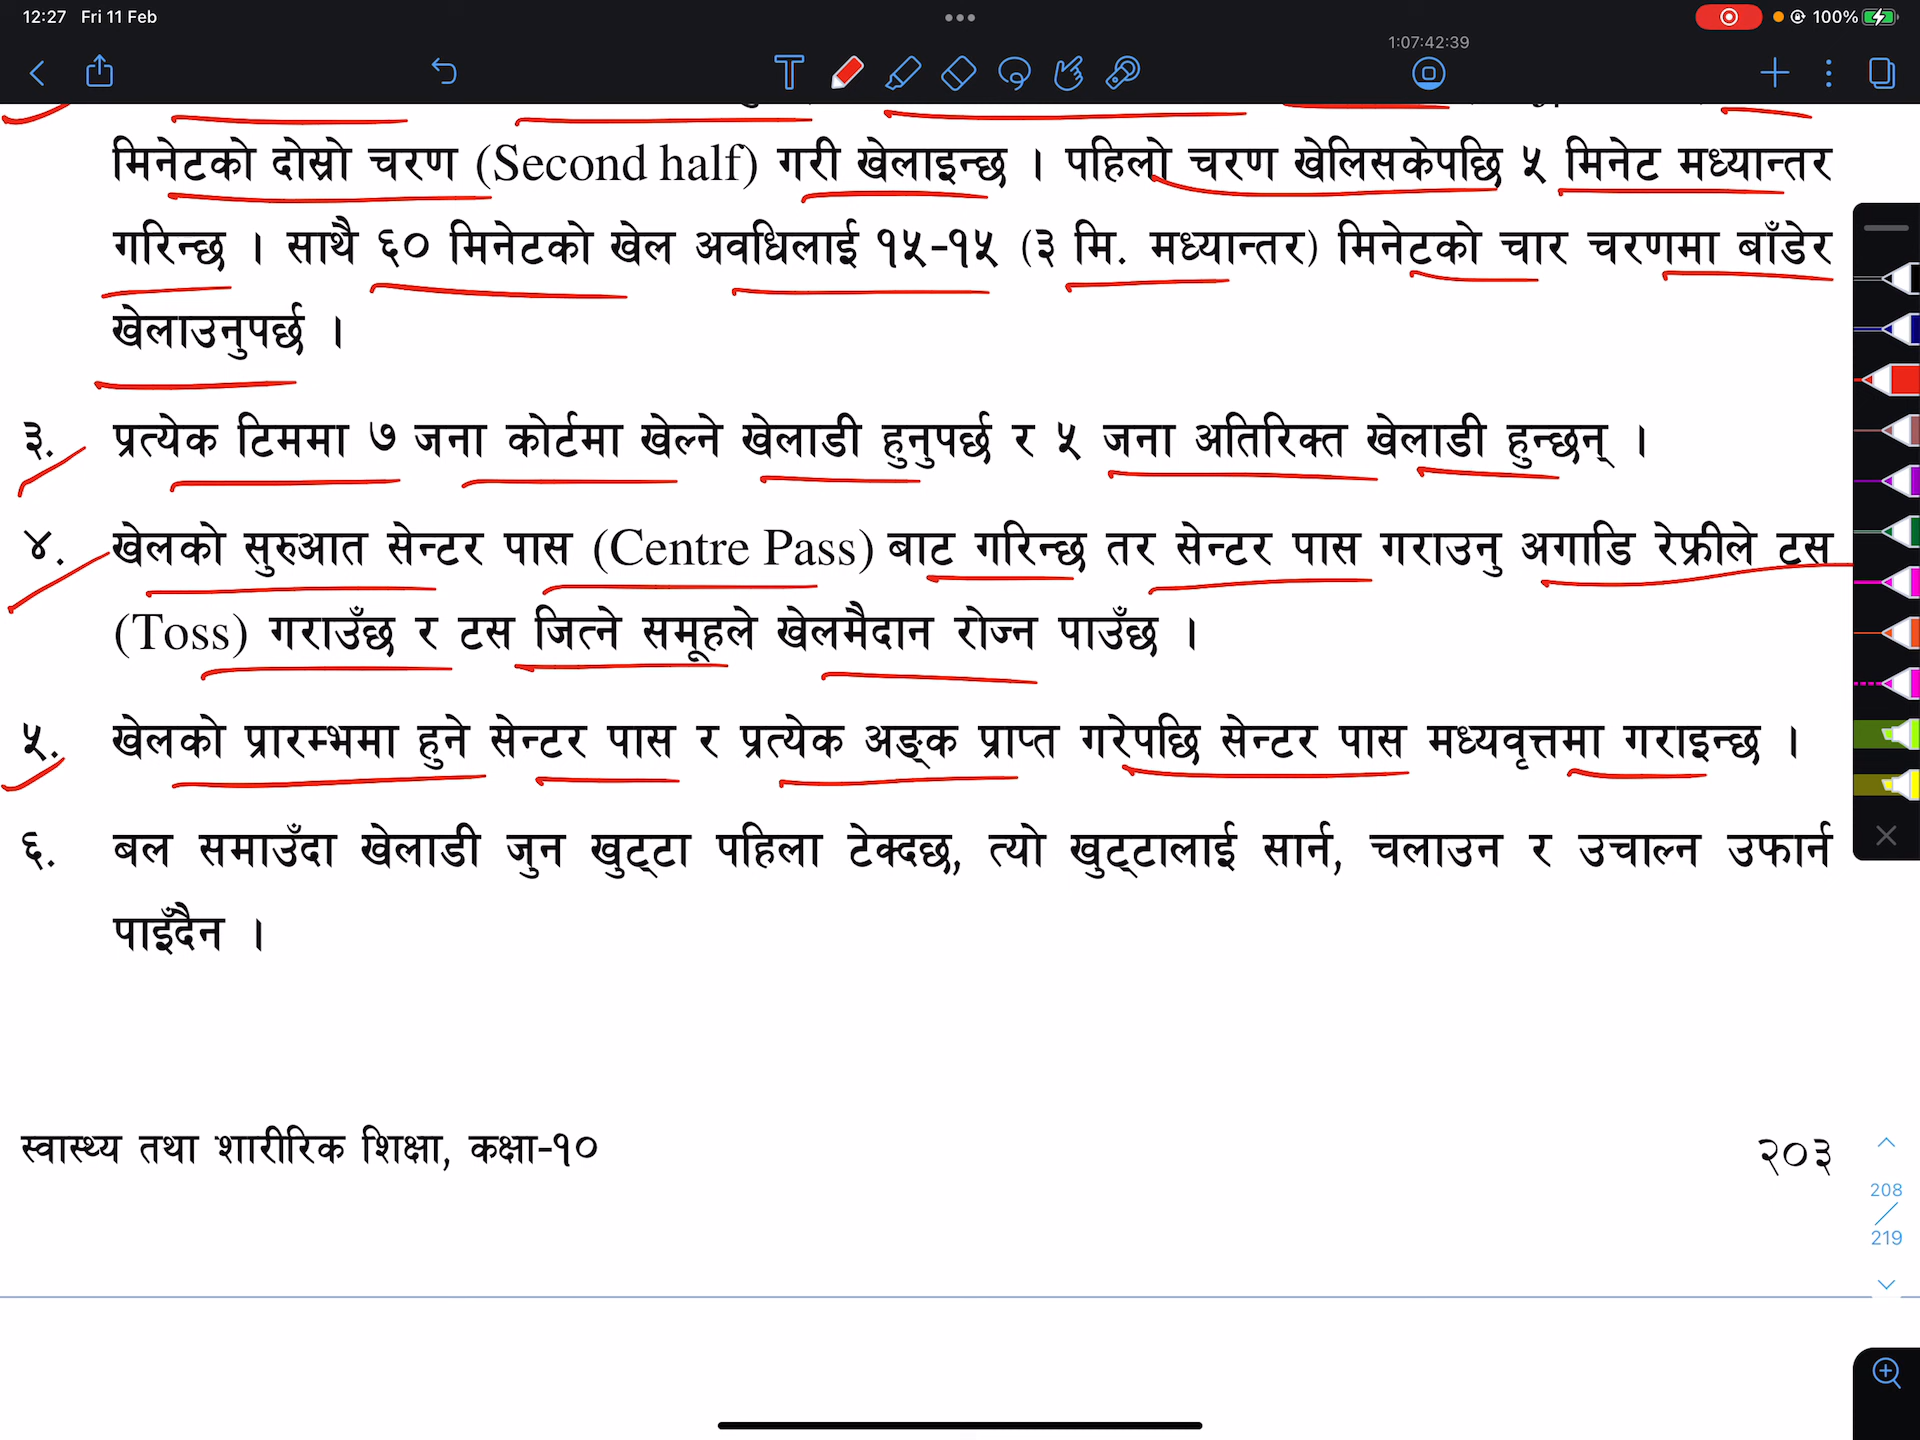 12:27 Fri 11 Feb
100%
1:07:42:39
मिनेटको दोस्रो चरण (Second half) गरी खेलाइन्छ । पहिलो चरण खेलिसकेपछि ५ मिनेट मध्यान्तर
गरिन्छ । साथै ६० मिनेटको खेल अवधिलाई १५-१५ (३ मि. मध्यान्तर) मिनेटको चार चरणमा बाँडेर
खेलाउनुपर्छ ।
३. प्रत्येक टिममा ७ जना कोर्टमा खेल्ने खेलाडी हुनुपर्छ र ५ जना अतिरिक्त खेलाडी हुन्छन् ।
४. खेलको सुरुआत सेन्टर पास (Centre Pass) बाट गरिन्छ तर सेन्टर पास गराउनु अगाडि रेफ्रीले टस
(Toss) गराउँछ र टस जित्ने समूहले खेलमैदान रोज्न पाउँछ ।
५. खेलको प्रारम्भमा हुने सेन्टर पास र प्रत्येक अङ्क प्राप्त गरेपछि सेन्टर पास मध्यवृत्तमा गराइन्छ ।
६. बल समाउँदा खेलाडी जुन खुट्टा पहिला टेक्दछ, त्यो खुट्टालाई सार्न, चलाउन र उचाल्न उफार्न
पाइँदैन ।
स्वास्थ्य तथा शारीरिक शिक्षा, कक्षा-१० २०३
208
219